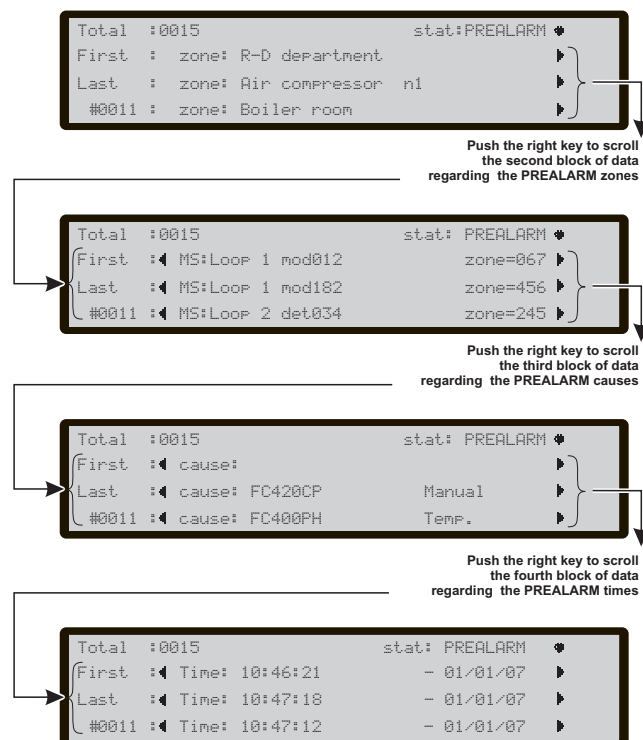 Total :0015 stat:PREALARM
First : zone: R-D department
Last : zone: Air compressor n1
#0011 : zone: Boiler room
Push the right key to scroll
the second block of data
regarding the PREALARM zones
Total :0015 stat: PREALARM
First : MS:Loop 1 mod012 zone=067
Last : MS:Loop 1 mod182 zone=456
#0011 : MS:Loop 2 det034 zone=245
Push the right key to scroll
the third block of data
regarding the PREALARM causes
Total :0015 stat: PREALARM
First : cause:
Last : cause: FC420CP Manual
#0011 : cause: FC400PH Temp.
Push the right key to scroll
the fourth block of data
regarding the PREALARM times
Total :0015 stat: PREALARM
First : Time: 10:46:21 - 01/01/07
Last : Time: 10:47:18 - 01/01/07
#0011 : Time: 10:47:12 - 01/01/07